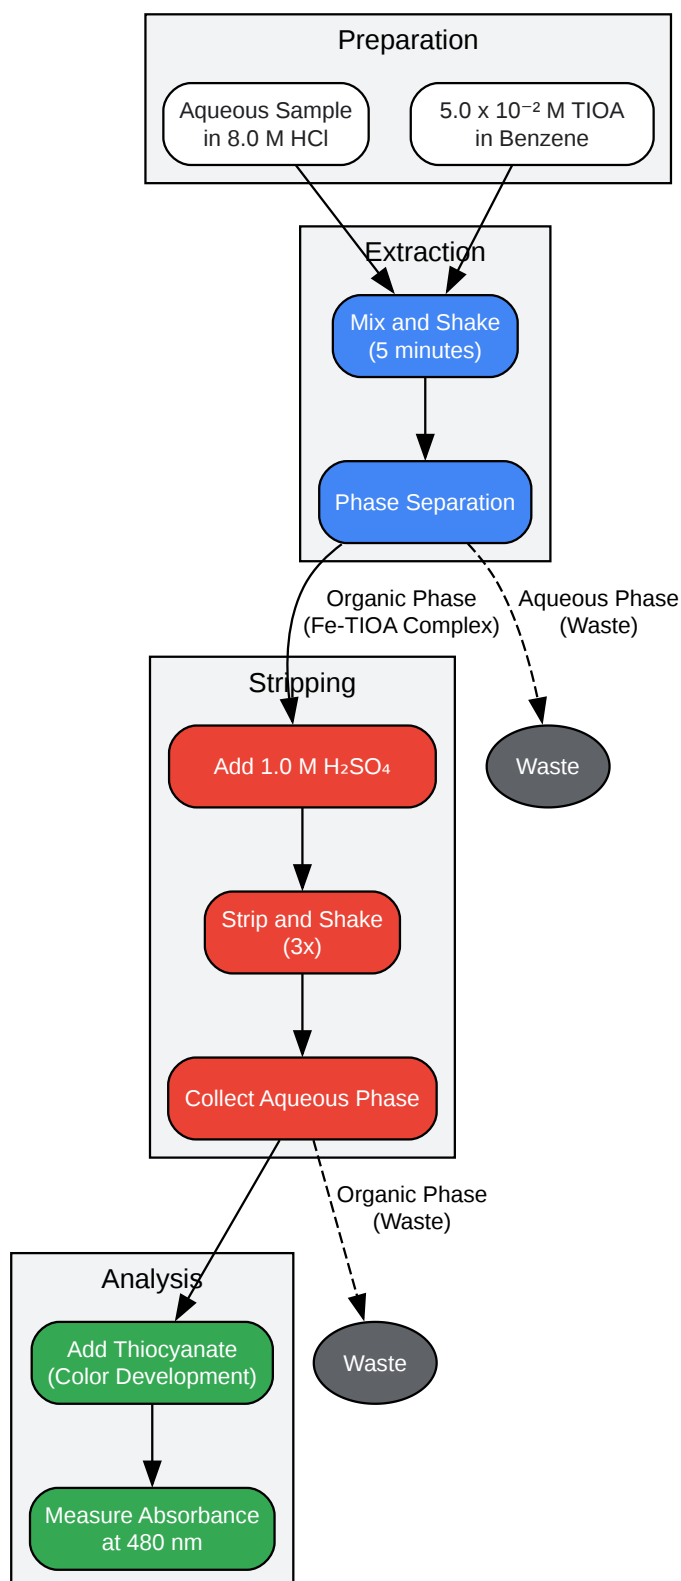 Preparation
Aqueous Sample
in 8.0 M HCl
5.0 x 10⁻² M TIOA
in Benzene
Extraction
Mix and Shake
(5 minutes)
Phase Separation
Organic Phase
(Fe-TIOA Complex)
Aqueous Phase
(Waste)
Stripping
Add 1.0 M H₂SO₄
Waste
Strip and Shake
(3x)
Collect Aqueous Phase
Organic Phase
(Waste)
Analysis
Add Thiocyanate
(Color Development)
Waste
Measure Absorbance
at 480 nm